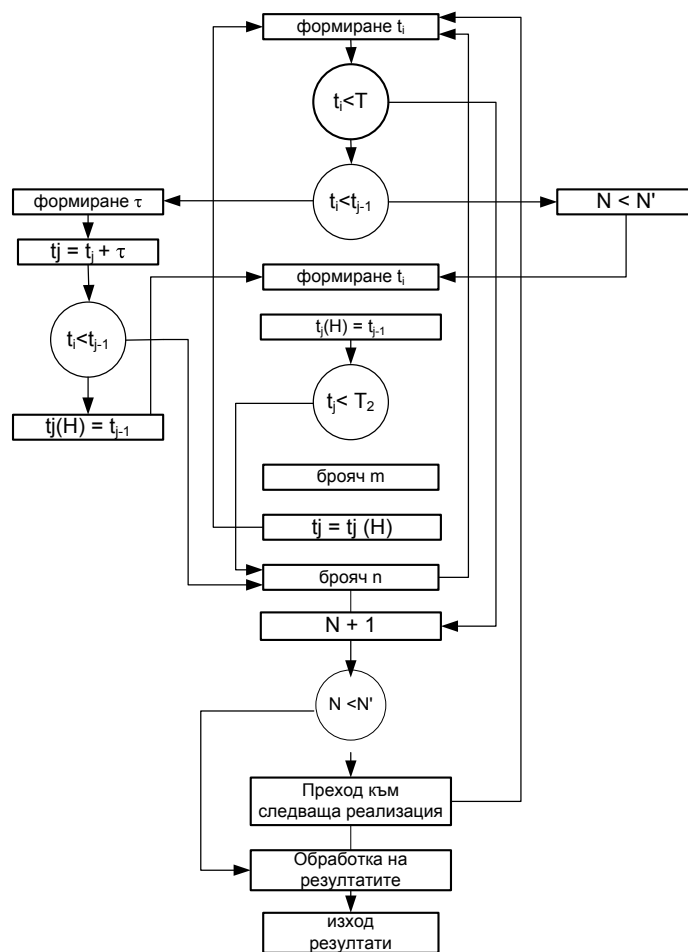 формиране tᵢ
tᵢ<T
tᵢ<tⱼ₋₁
формиране τ
N < N'
tj = tⱼ + τ
формиране tᵢ
tᵢ<tⱼ₋₁
tⱼ(H) = tⱼ₋₁
tⱼ< T₂
tj(H) = tⱼ₋₁
брояч m
tj = tj (H)
брояч n
N + 1
N <N'
Преход към
следваща реализация
Обработка на
резултатите
изход
резултати